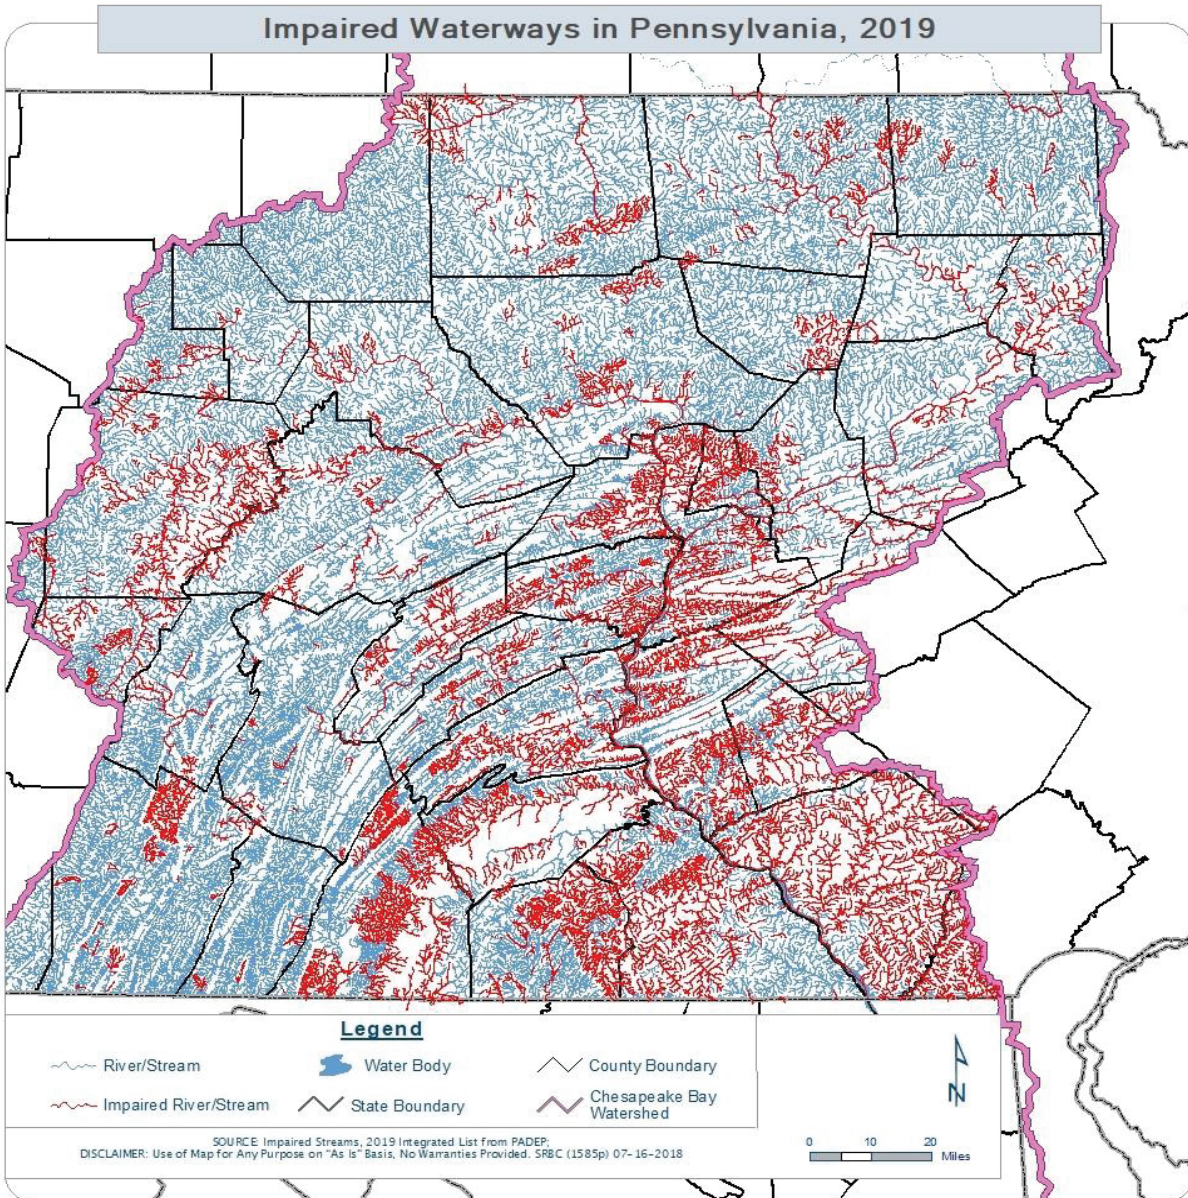 Impaired Waterways in Pennsylvania, 2019
Legend
River/Stream
Water Body
County Boundary
Impaired River/Stream
State Boundary
Chesapeake Bay
Watershed
N
SOURCE: Impaired Streams, 2019 Integrated List from PADEP;
DISCLAIMER: Use of Map for Any Purpose on "As Is" Basis, No Warranties Provided. SRBC (1585p) 07-16-2018
0 10 20
Miles